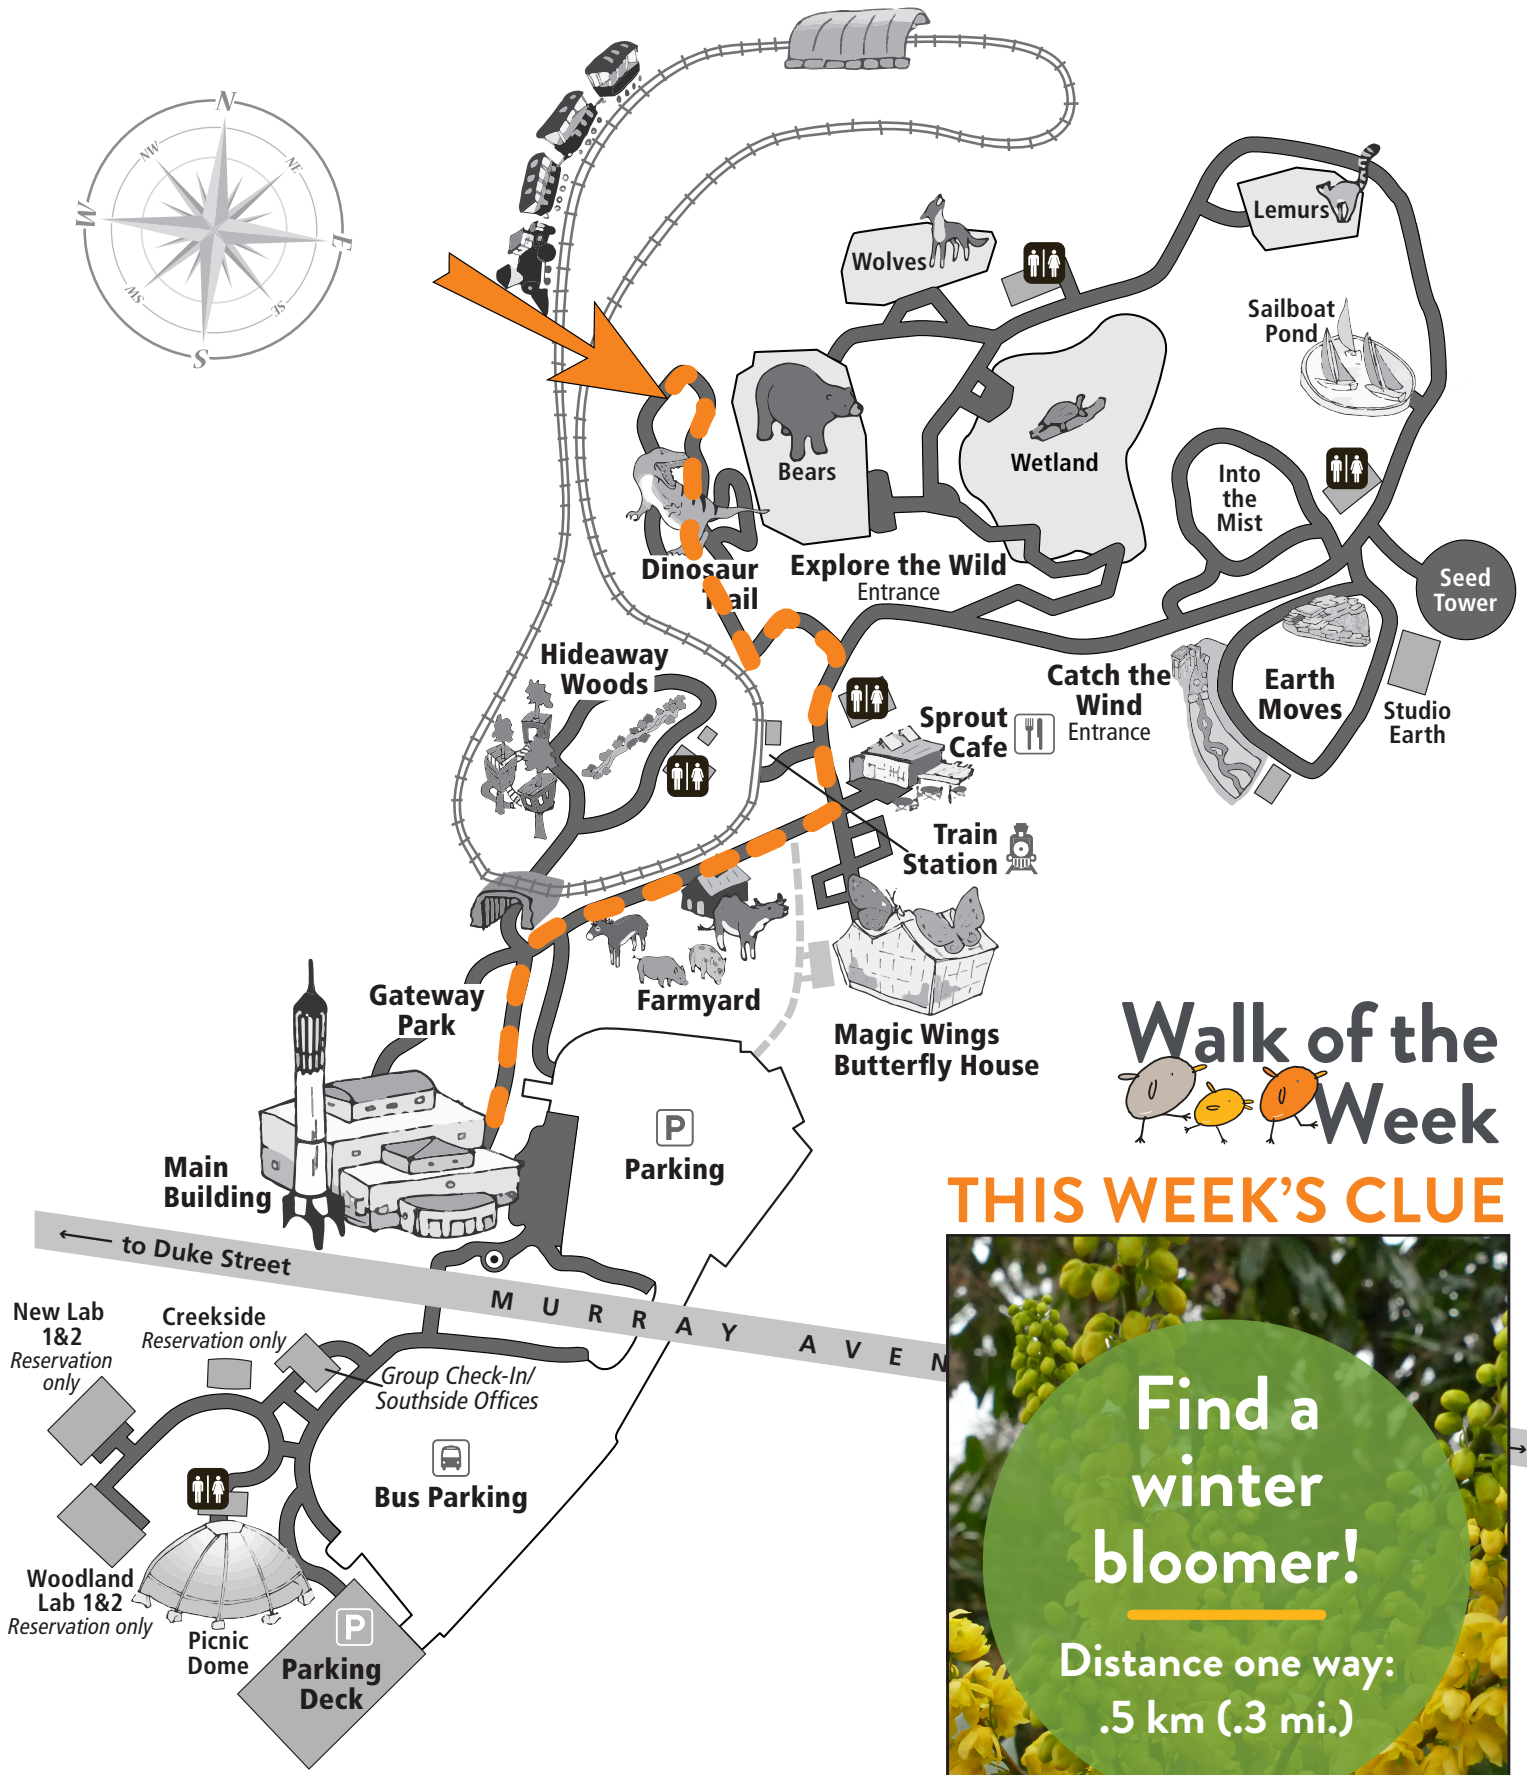 N
NW
NE
W
E
SW
SE
S
Lemurs
Wolves
Sailboat
Pond
Bears
Wetland
Into
the
Mist
Dinosaur
Trail
Explore the Wild
Entrance
Seed
Tower
Hideaway
Woods
Catch the
Wind
Entrance
Earth
Moves
Studio
Earth
Sprout
Cafe
Train
Station
Gateway
Park
Farmyard
Magic Wings
Butterfly House
Main
Building
P
Parking
← to Duke Street
MURRAY AVEN
→
New Lab
1&2
Reservation
only
Creekside
Reservation only
Group Check-In/
Southside Offices
Bus Parking
Woodland
Lab 1&2
Reservation only
Picnic
Dome
P
Parking
Deck
Walk of the
Week
THIS WEEK'S CLUE
Find a
winter
bloomer!
Distance one way:
.5 km (.3 mi.)